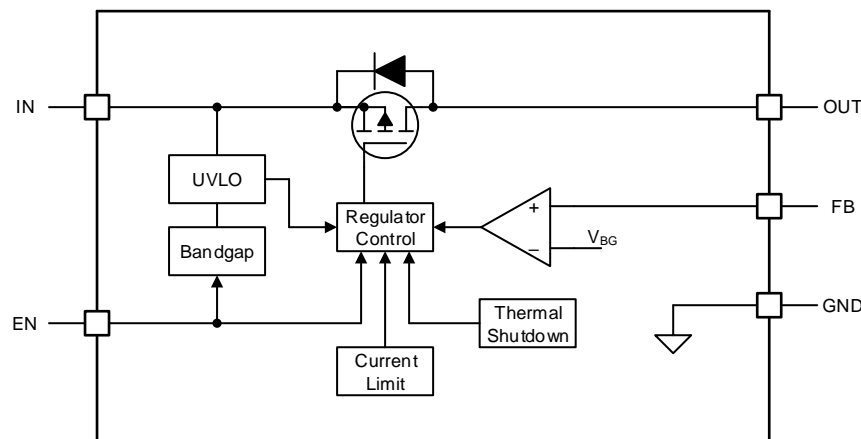 IN
OUT
UVLO
Regulator
Control
+
−
V_BG
FB
Bandgap
EN
GND
Thermal
Shutdown
Current
Limit